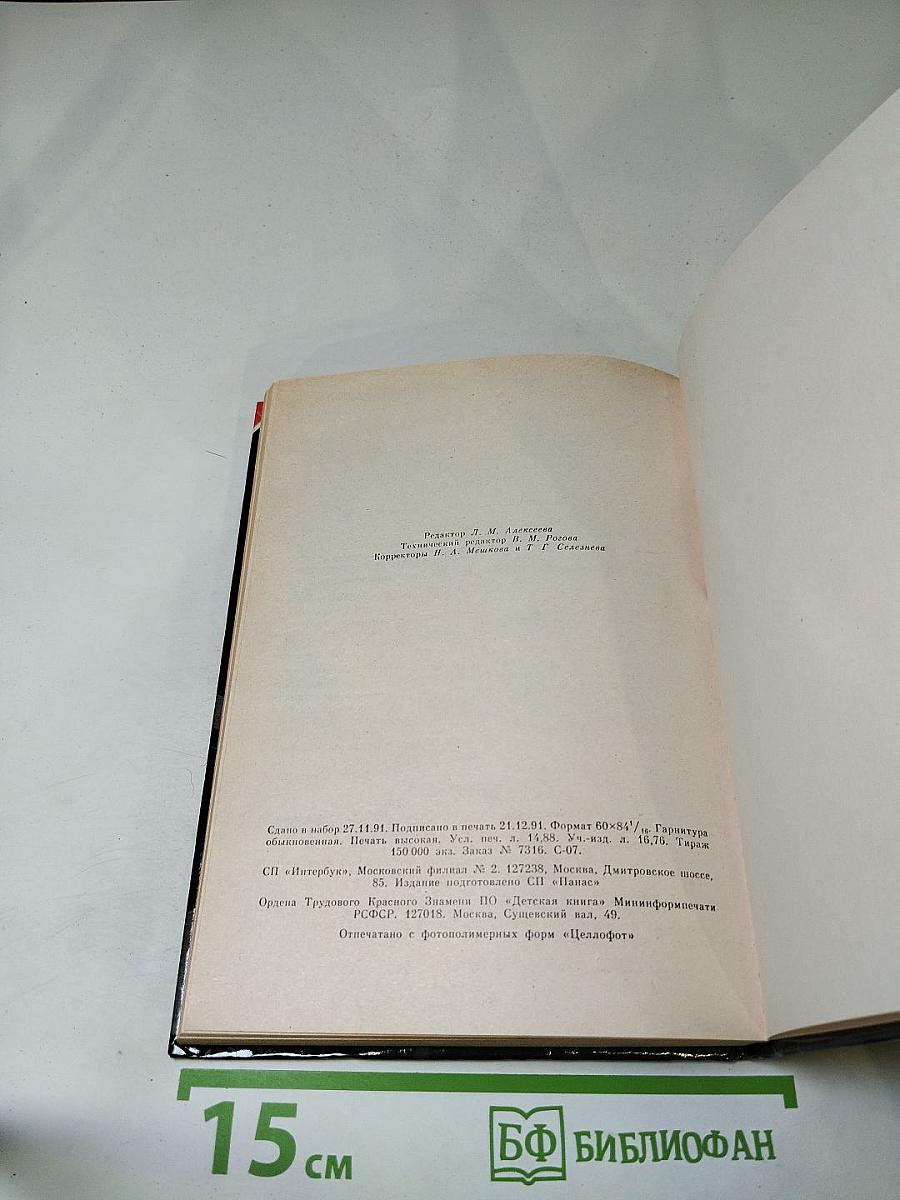 Редактор Л. М. Алексеева
Технический редактор В. М. Рогова
Корректоры Н. А. Мешкова и Т. Г. Селезнева
Сдано в набор 27.11.91. Подписано в печать 21.12.91. Формат 60×84¹/₁₆. Гарнитура
обыкновенная. Печать высокая. Усл. печ. л. 14,88. Уч.-изд. л. 16,76. Тираж
150 000 экз. Заказ № 7316. С-07.
СП «Интербук», Московский филиал № 2. 127238, Москва, Дмитровское шоссе,
85. Издание подготовлено СП «Панас»
Ордена Трудового Красного Знамени ПО «Детская книга» Мининформпечати
РСФСР. 127018. Москва, Сущевский вал, 49.
Отпечатано с фотополимерных форм «Целлофот»
15 см
БФ БИБЛИОФАН